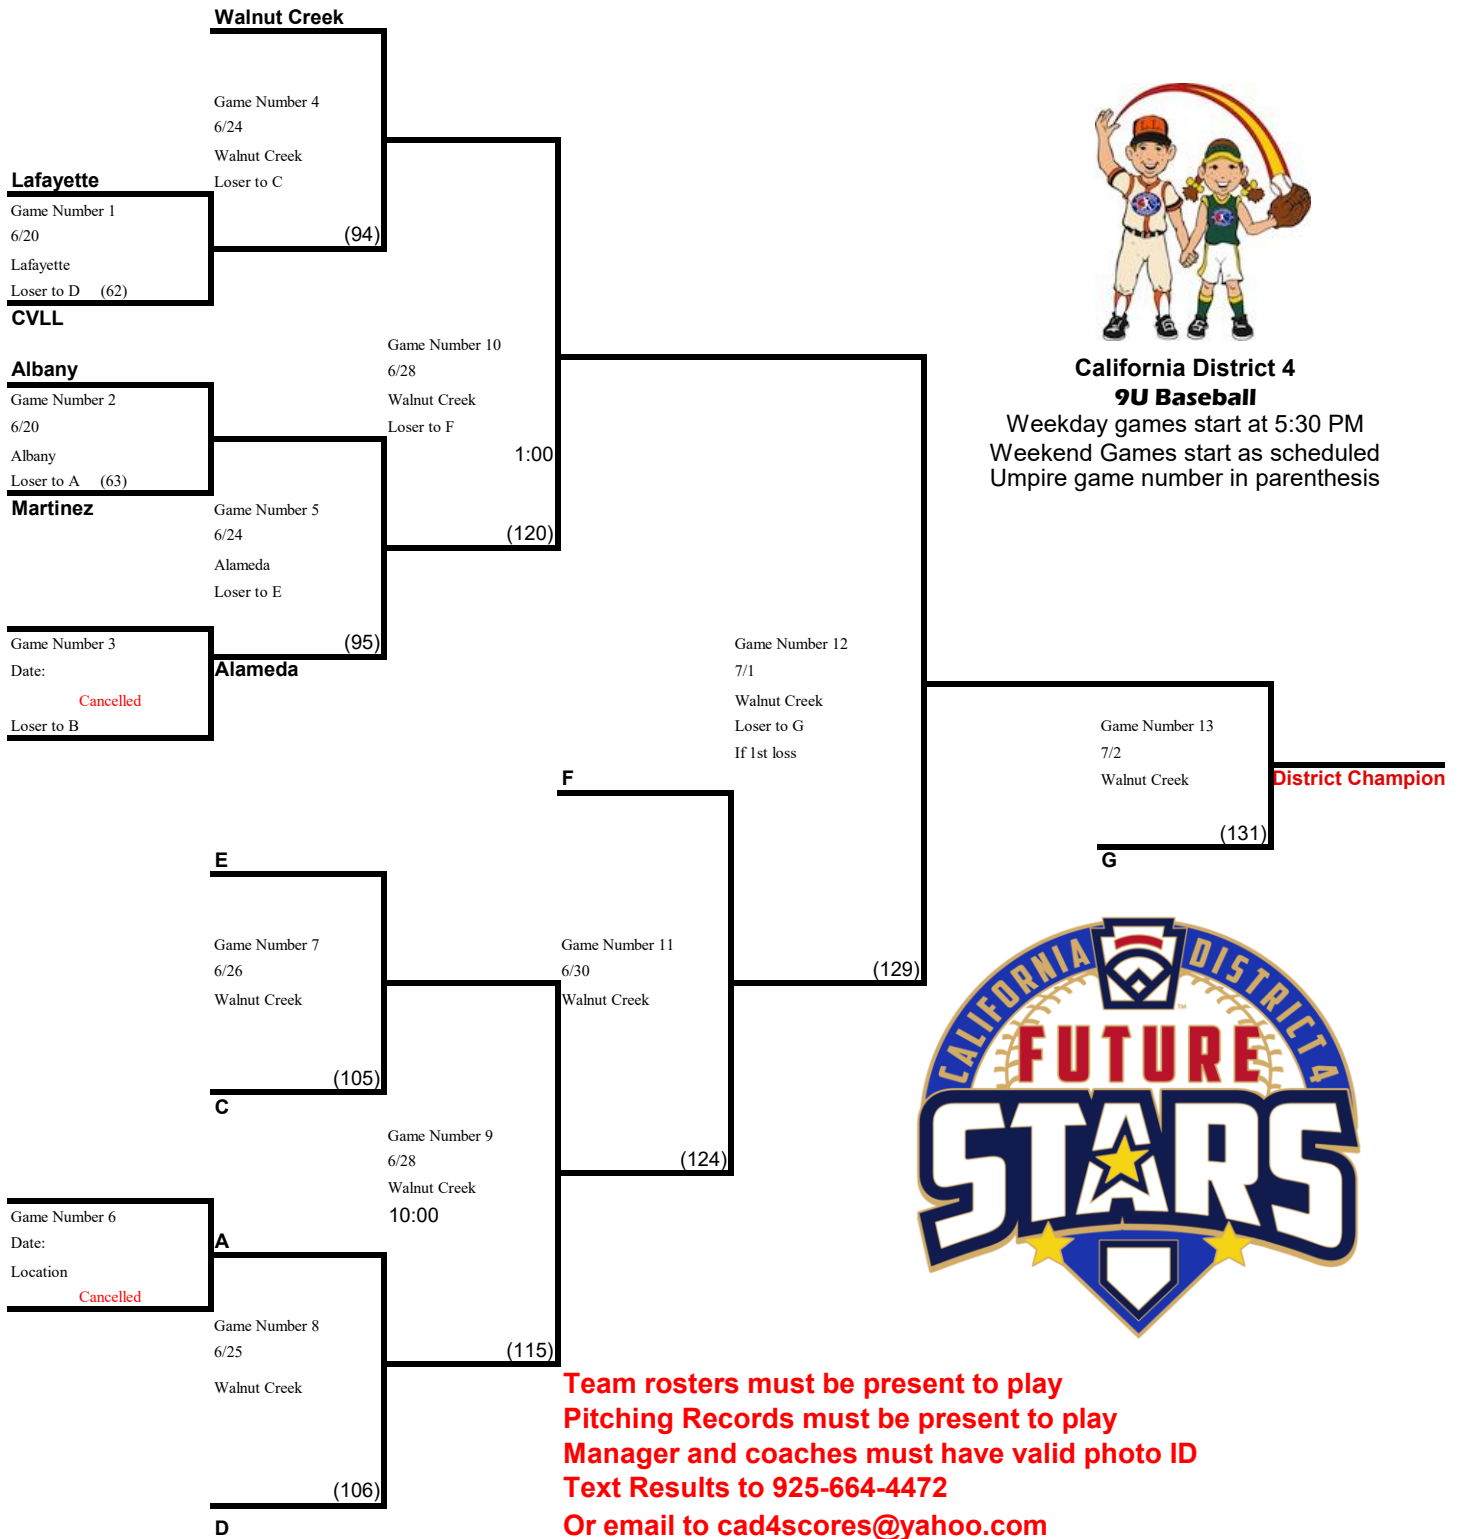 Walnut Creek
Game Number 4
6/24
Walnut Creek
Loser to C
(94)
Lafayette
Game Number 1
6/20
Lafayette
Loser to D (62)
CVLL
Albany
Game Number 2
6/20
Albany
Loser to A (63)
Martinez
Game Number 10
6/28
Walnut Creek
Loser to F
1:00
(120)
Game Number 5
6/24
Alameda
Loser to E
(95)
Alameda
Game Number 3
Date:
Cancelled
Loser to B
LL
California District 4
9U Baseball
Weekday games start at 5:30 PM
Weekend Games start as scheduled
Umpire game number in parenthesis
Game Number 12
7/1
Walnut Creek
Loser to G
If 1st loss
(129)
Game Number 13
7/2
Walnut Creek
(131)
G
District Champion
F
E
Game Number 7
6/26
Walnut Creek
(105)
C
Game Number 11
6/30
Walnut Creek
(124)
Game Number 9
6/28
Walnut Creek
10:00
(115)
Game Number 6
Date:
Location
Cancelled
A
Game Number 8
6/25
Walnut Creek
(106)
D
CALIFORNIA DISTRICT 4
TM
FUTURE
STARS
Team rosters must be present to play
Pitching Records must be present to play
Manager and coaches must have valid photo ID
Text Results to 925-664-4472
Or email to cad4scores@yahoo.com